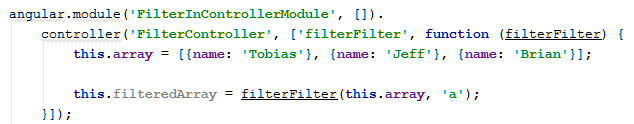 angular.module('FilterInControllerModule', []).
controller('FilterController', ['filterFilter', function (filterFilter) {
this.array = [{name: 'Tobias'}, {name: 'Jeff'}, {name: 'Brian'}];
this.filteredArray = filterFilter(this.array, 'a');
}]);